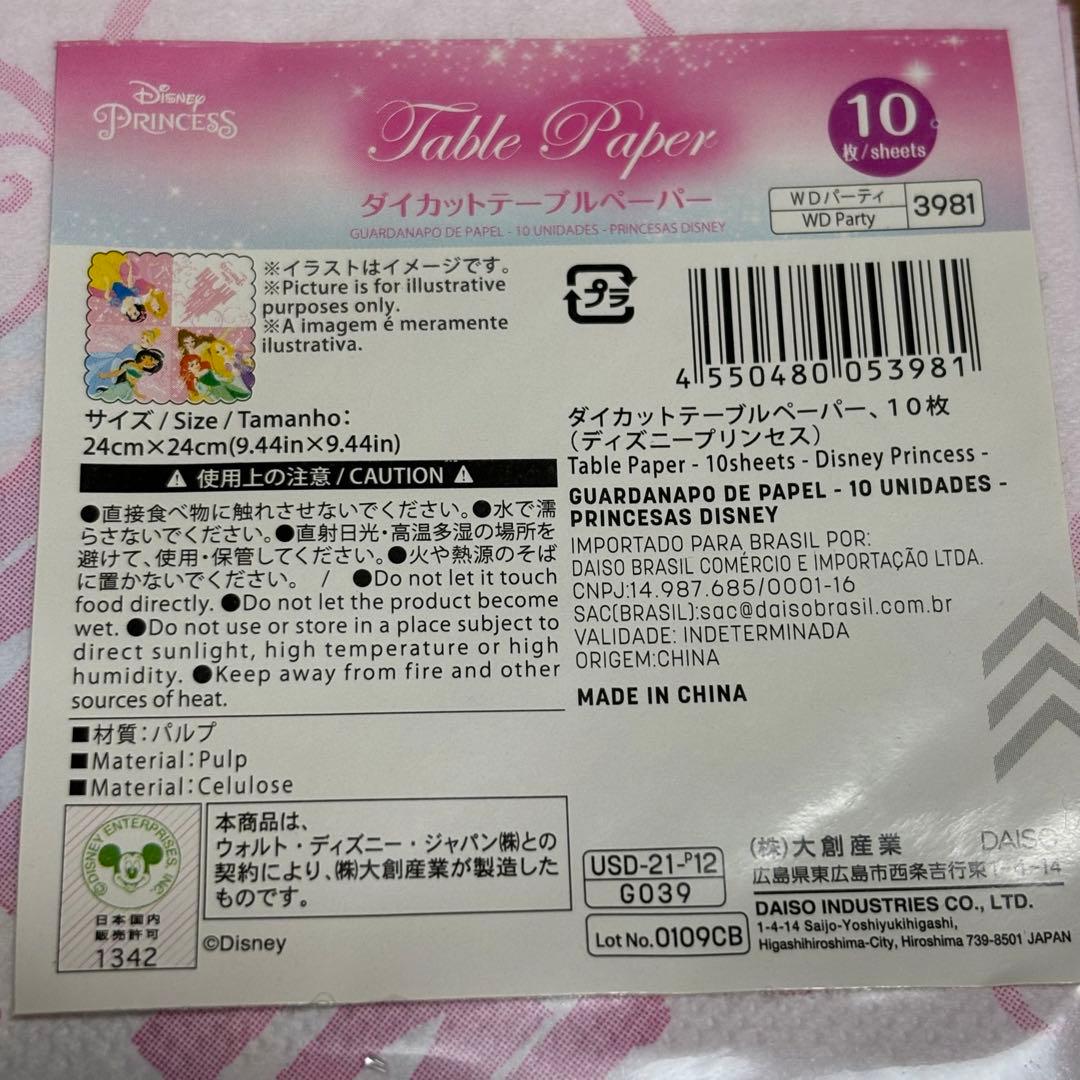 Disney
PRINCESS
Table Paper
10
枚/sheets
ダイカットテーブルペーパー
GUARDANAPO DE PAPEL - 10 UNIDADES - PRINCESAS DISNEY
WDパーティ
WD Party
3981
※イラストはイメージです。
※Picture is for illustrative
purposes only.
※A imagem é meramente
ilustrativa.
プラ
4 550480 053981
サイズ / Size / Tamanho:
24cm×24cm(9.44in×9.44in)
使用上の注意 / CAUTION
●直接食べ物に触れさせないでください。●水で濡
らさないでください。●直射日光・高温多湿の場所を
避けて、使用・保管してください。●火や熱源のそば
に置かないでください。 / ●Do not let it touch
food directly. ●Do not let the product become
wet. ●Do not use or store in a place subject to
direct sunlight, high temperature or high
humidity. ●Keep away from fire and other
sources of heat.
■材質:パルプ
■Material:Pulp
■Material:Celulose
ダイカットテーブルペーパー、10枚
(ディズニープリンセス)
Table Paper - 10sheets - Disney Princess -
GUARDANAPO DE PAPEL - 10 UNIDADES -
PRINCESAS DISNEY
IMPORTADO PARA BRASIL POR:
DAISO BRASIL COMÉRCIO E IMPORTAÇÃO LTDA.
CNPJ:14.987.685/0001-16
SAC(BRASIL):sac@daisobrasil.com.br
VALIDADE: INDETERMINADA
ORIGEM:CHINA
MADE IN CHINA
©DISNEY ENTERPRISES, INC
日本国内
販売許可
1342
本商品は、
ウォルト・ディズニー・ジャパン㈱との
契約により、㈱大創産業が製造した
ものです。
©Disney
USD-21-P12
G039
Lot No.0109CB
(株)大創産業 DAISO
広島県東広島市西条吉行東1-4-14
DAISO INDUSTRIES CO., LTD.
1-4-14 Saijo-Yoshiyukihigashi,
Higashihiroshima-City, Hiroshima 739-8501 JAPAN